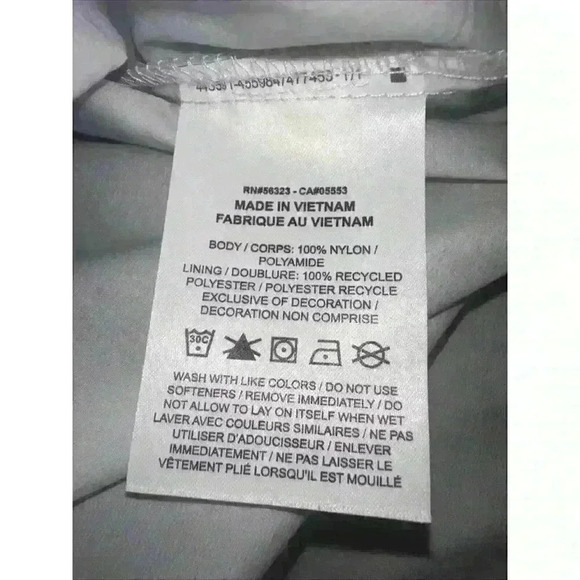 RN#56323 - CA#05553
MADE IN VIETNAM
FABRIQUE AU VIETNAM
BODY / CORPS: 100% NYLON /
POLYAMIDE
LINING / DOUBLURE: 100% RECYCLED
POLYESTER / POLYESTER RECYCLE
EXCLUSIVE OF DECORATION /
DECORATION NON COMPRISE
30C
WASH WITH LIKE COLORS / DO NOT USE
SOFTENERS / REMOVE IMMEDIATELY / DO
NOT ALLOW TO LAY ON ITSELF WHEN WET
LAVER AVEC COULEURS SIMILAIRES / NE PAS
UTILISER D'ADOUCISSEUR / ENLEVER
IMMEDIATEMENT / NE PAS LAISSER LE
VÊTEMENT PLIÉ LORSQU'IL EST MOUILLÉ